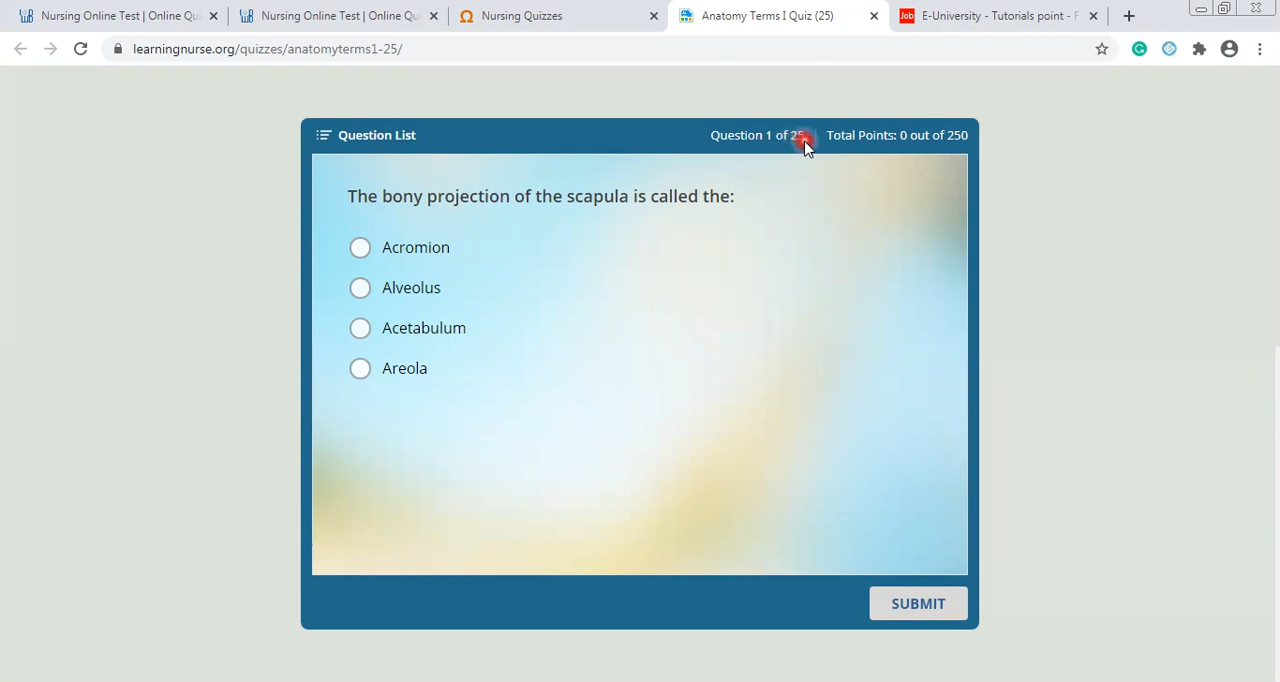 Nursing Online Test | Online Qu
Nursing Online Test | Online Qu
Nursing Quizzes
Anatomy Terms I Quiz (25)
Job
E-University - Tutorials point - F
learningnurse.org/quizzes/anatomyterms1-25/
Question List
Question 1 of 25
Total Points: 0 out of 250
The bony projection of the scapula is called the:
Acromion
Alveolus
Acetabulum
Areola
SUBMIT